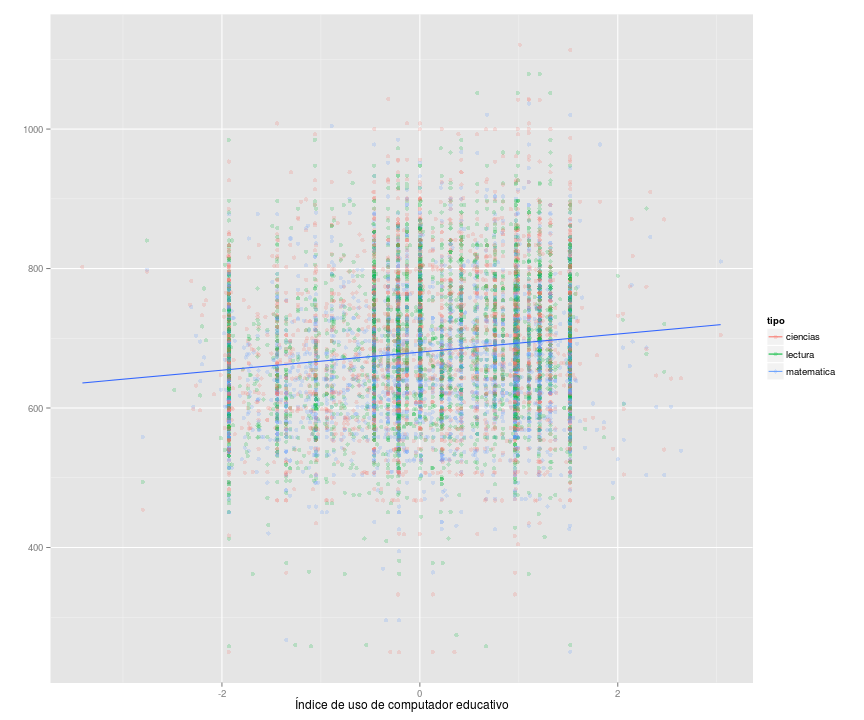 1000
800
600
400
-2
0
2
Índice de uso de computador educativo
tipo
ciencias
lectura
matematica